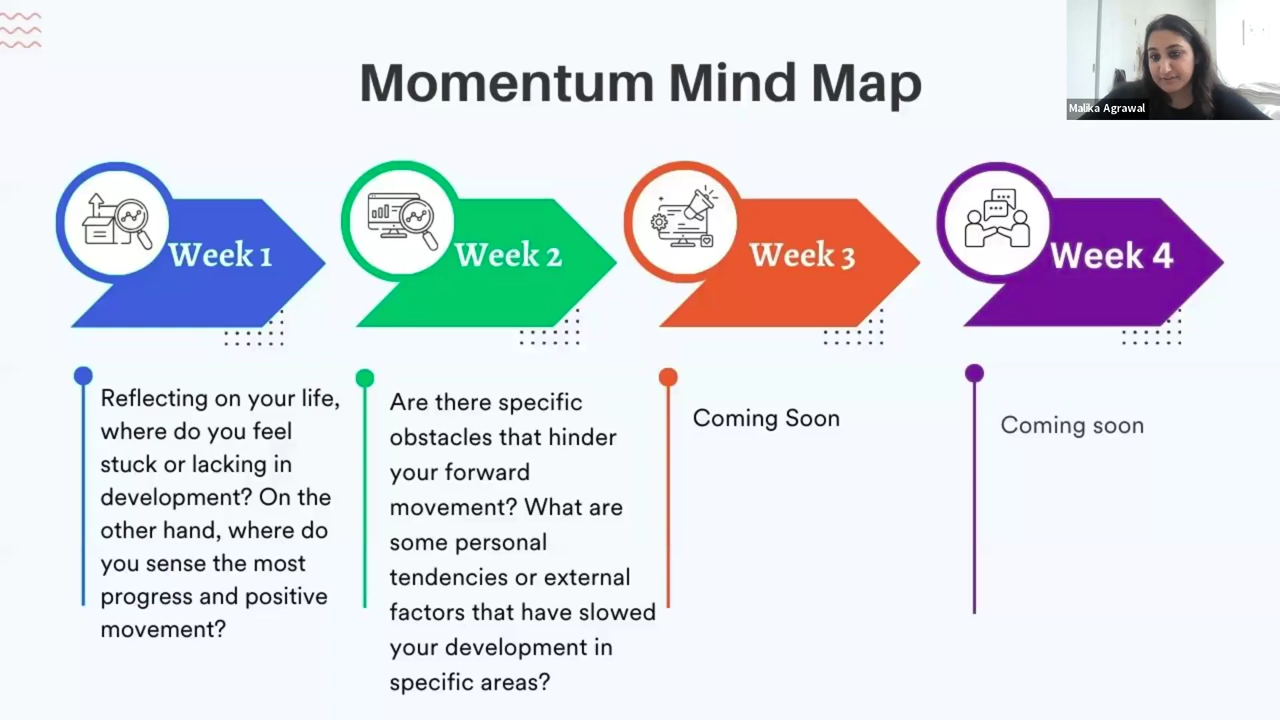 Momentum Mind Map
Malika Agrawal
Week 1
Week 2
Week 3
Week 4
Reflecting on your life,
where do you feel
stuck or lacking in
development? On the
other hand, where do
you sense the most
progress and positive
movement?
Are there specific
obstacles that hinder
your forward
movement? What are
some personal
tendencies or external
factors that have slowed
your development in
specific areas?
Coming Soon
Coming soon